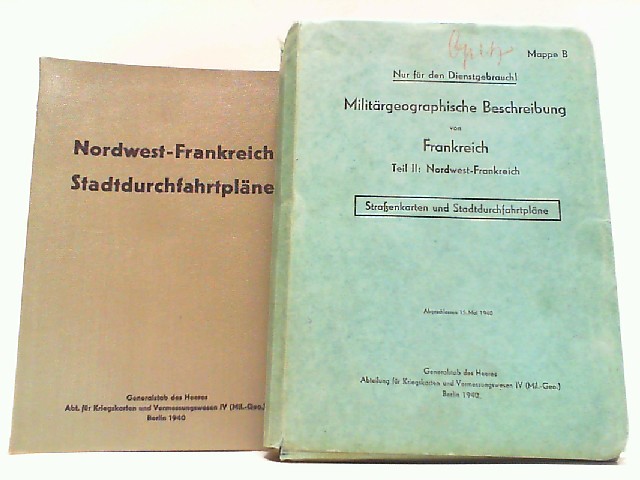 Nordwest-Frankreich
Stadtdurchfahrtpläne
Generalstab des Heeres
Abt. für Kriegskarten und Vermessungswesen IV (Mil.-Geo.)
Berlin 1940
Mappe B
Nur für den Dienstgebrauch!
Militärgeographische Beschreibung
von
Frankreich
Teil II: Nordwest-Frankreich
Straßenkarten und Stadtdurchfahrtpläne
Abgeschlossen 15. Mai 1940
Generalstab des Heeres
Abteilung für Kriegskarten und Vermessungswesen IV (Mil.-Geo.)
Berlin 1940.